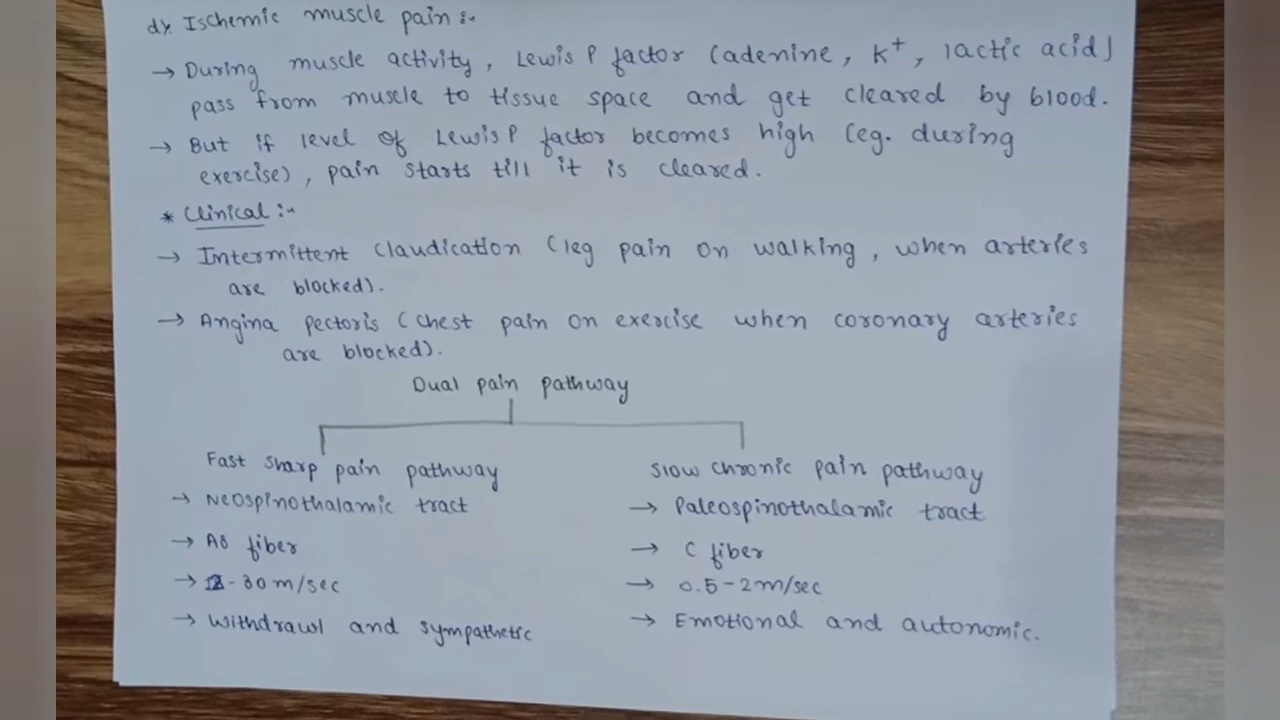 d) Ischemic muscle pain :-
→ During muscle activity, Lewis P factor (adenine, K+, lactic acid)
pass from muscle to tissue space and get cleared by blood.
→ But if level of Lewis P factor becomes high (eg. during
exercise), pain starts till it is cleared.
* Clinical :-
→ Intermittent claudication (leg pain on walking, when arteries
are blocked).
→ Angina pectoris (chest pain on exercise when coronary arteries
are blocked).
Dual pain pathway
Fast sharp pain pathway
→ Neospinothalamic tract
→ Aδ fiber
→ 12-30 m/sec
→ Withdrawl and sympathetic
Slow chronic pain pathway
→ Paleospinothalamic tract
→ C fiber
→ 0.5-2 m/sec
→ Emotional and autonomic.